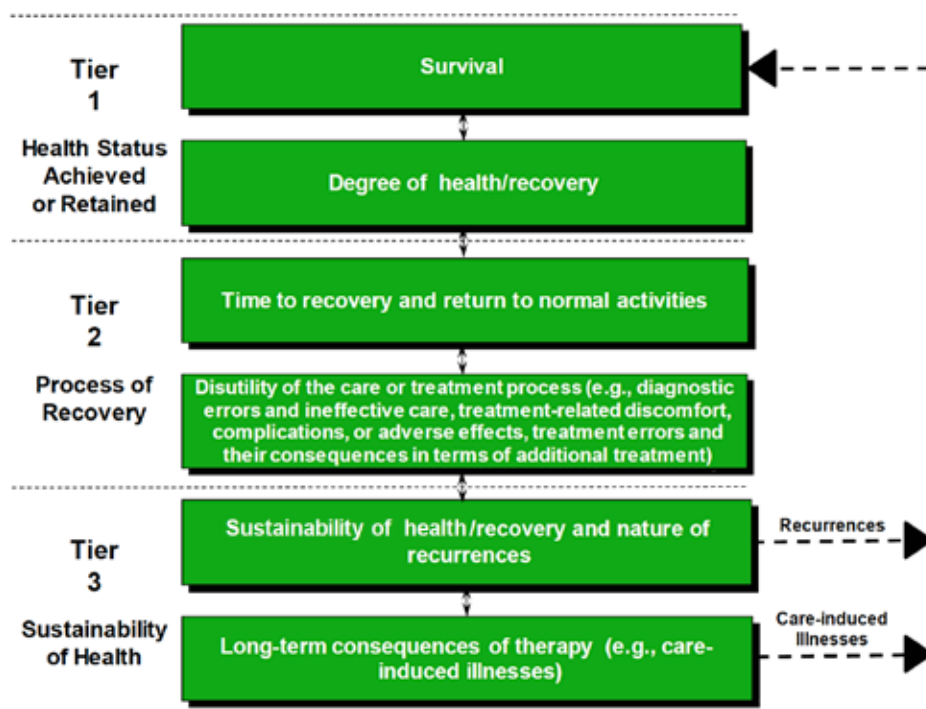 Tier
1
Health Status
Achieved
or Retained
Survival
Degree of health/recovery
Tier
2
Process of
Recovery
Time to recovery and return to normal activities
Disutility of the care or treatment process (e.g., diagnostic
errors and ineffective care, treatment-related discomfort,
complications, or adverse effects, treatment errors and
their consequences in terms of additional treatment)
Tier
3
Sustainability
of Health
Sustainability of health/recovery and nature of
recurrences
Recurrences
Long-term consequences of therapy (e.g., care-
induced illnesses)
Care-induced
Illnesses